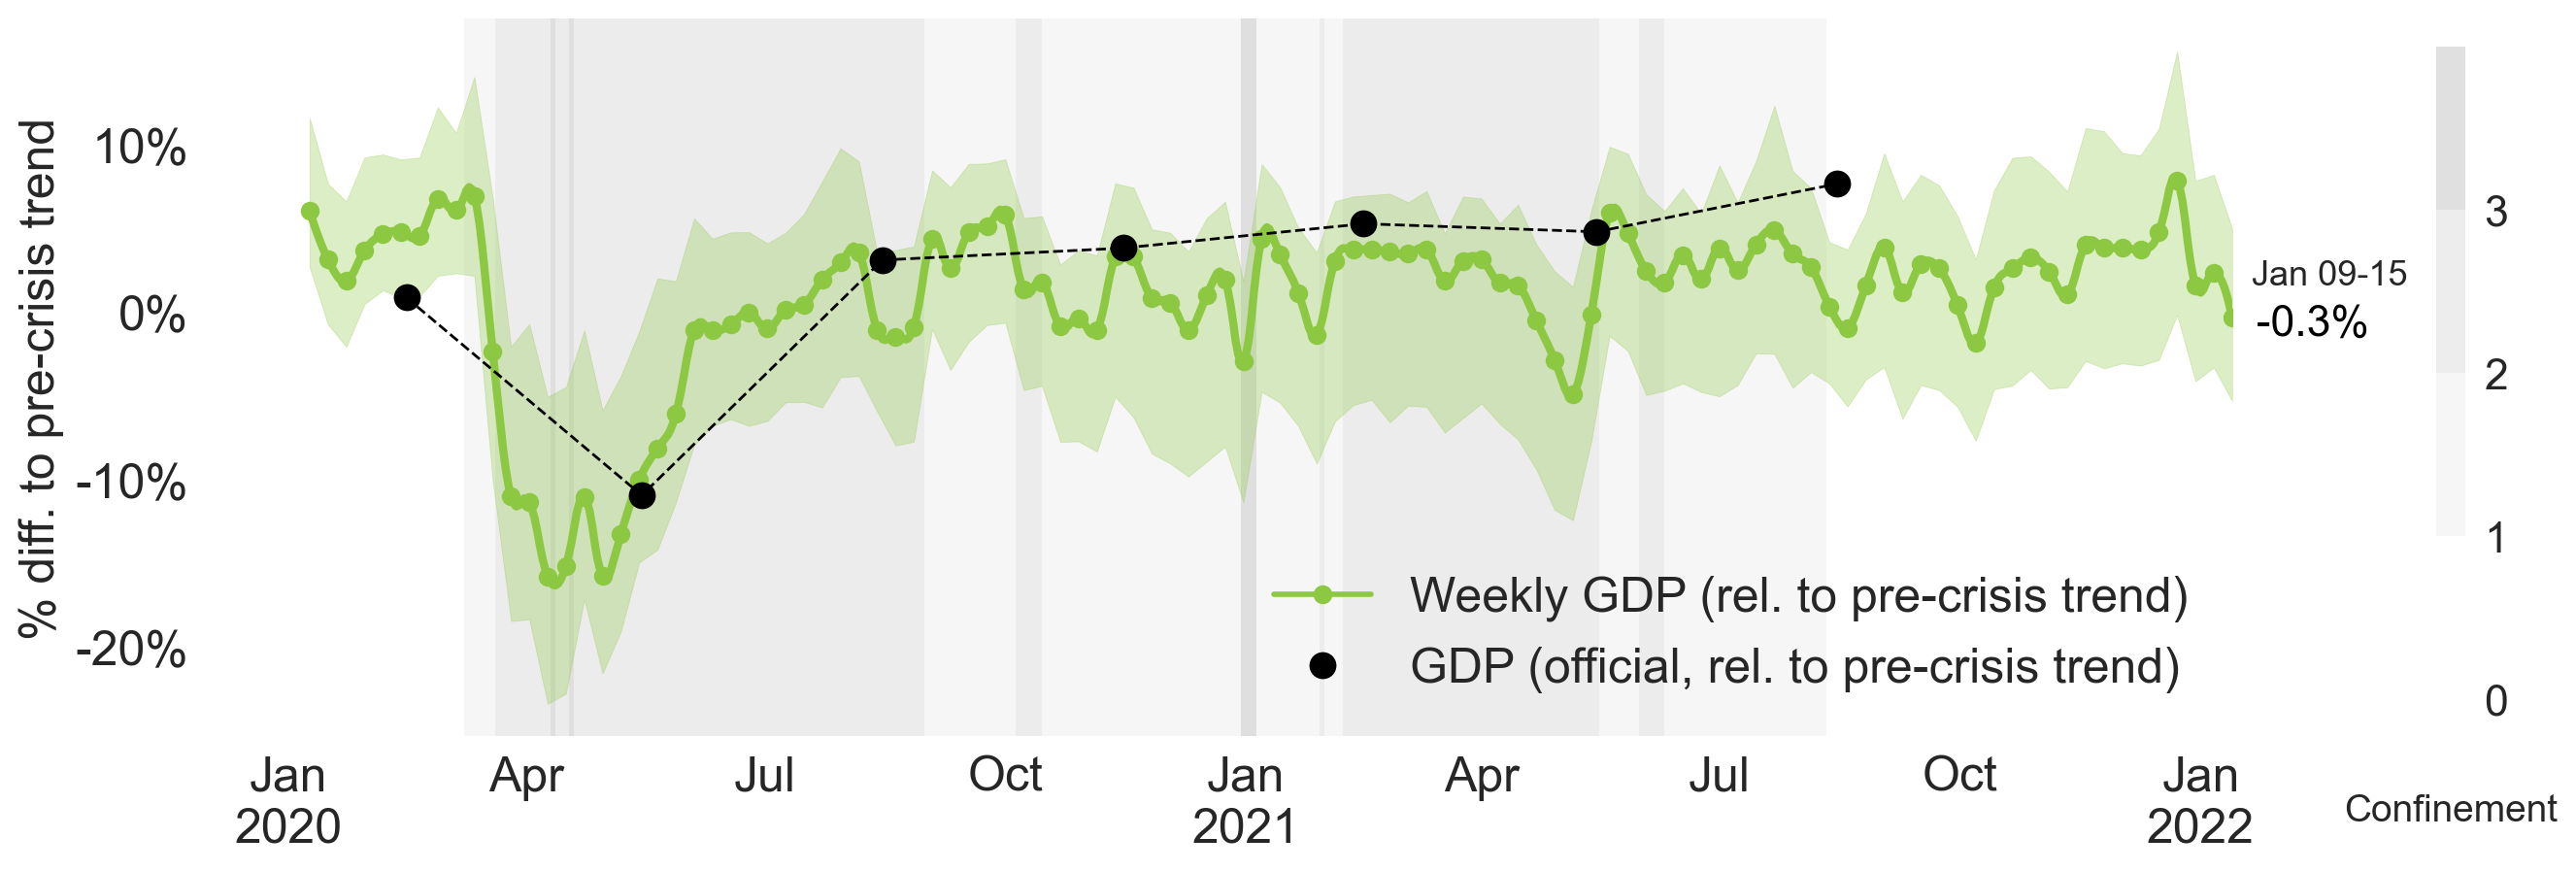 % diff. to pre-crisis trend
10%
0%
-10%
-20%
Jan 09-15
-0.3%
3
2
1
0
Weekly GDP (rel. to pre-crisis trend)
GDP (official, rel. to pre-crisis trend)
Jan Apr Jul Oct Jan Apr Jul Oct Jan
2020 2021 2022
Confinement